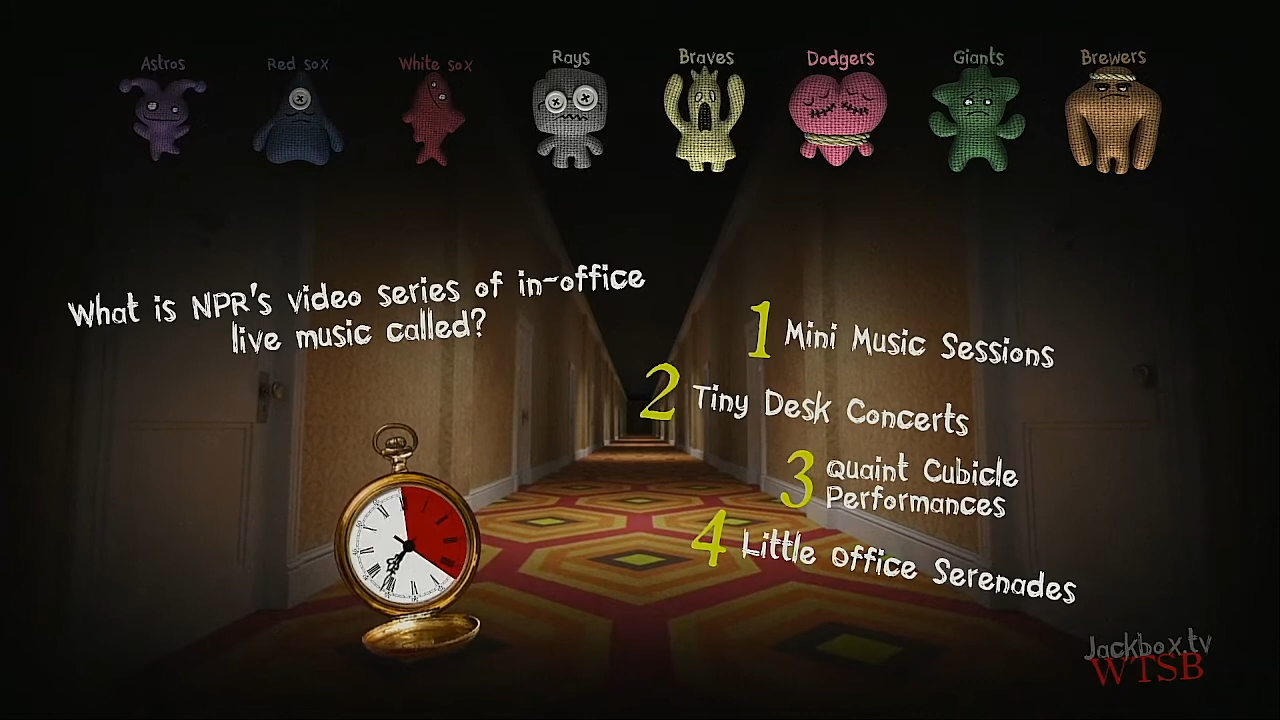 Astros
Red sox
White sox
Rays
Braves
Dodgers
Giants
Brewers
What is NPR's video series of in-office
live music called?
1 Mini Music Sessions
2 Tiny Desk Concerts
3 Quaint Cubicle
Performances
4 Little Office Serenades
Jackbox.tv
WTSB